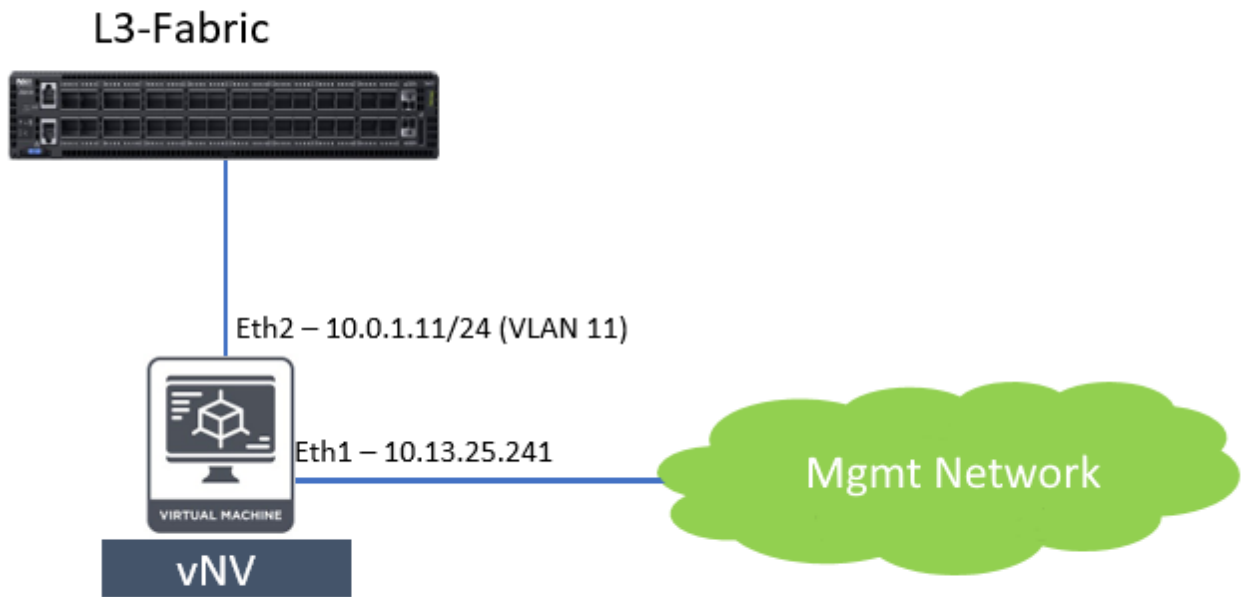 L3-Fabric
Eth2 – 10.0.1.11/24 (VLAN 11)
Eth1 – 10.13.25.241
Mgmt Network
VIRTUAL MACHINE
vNV